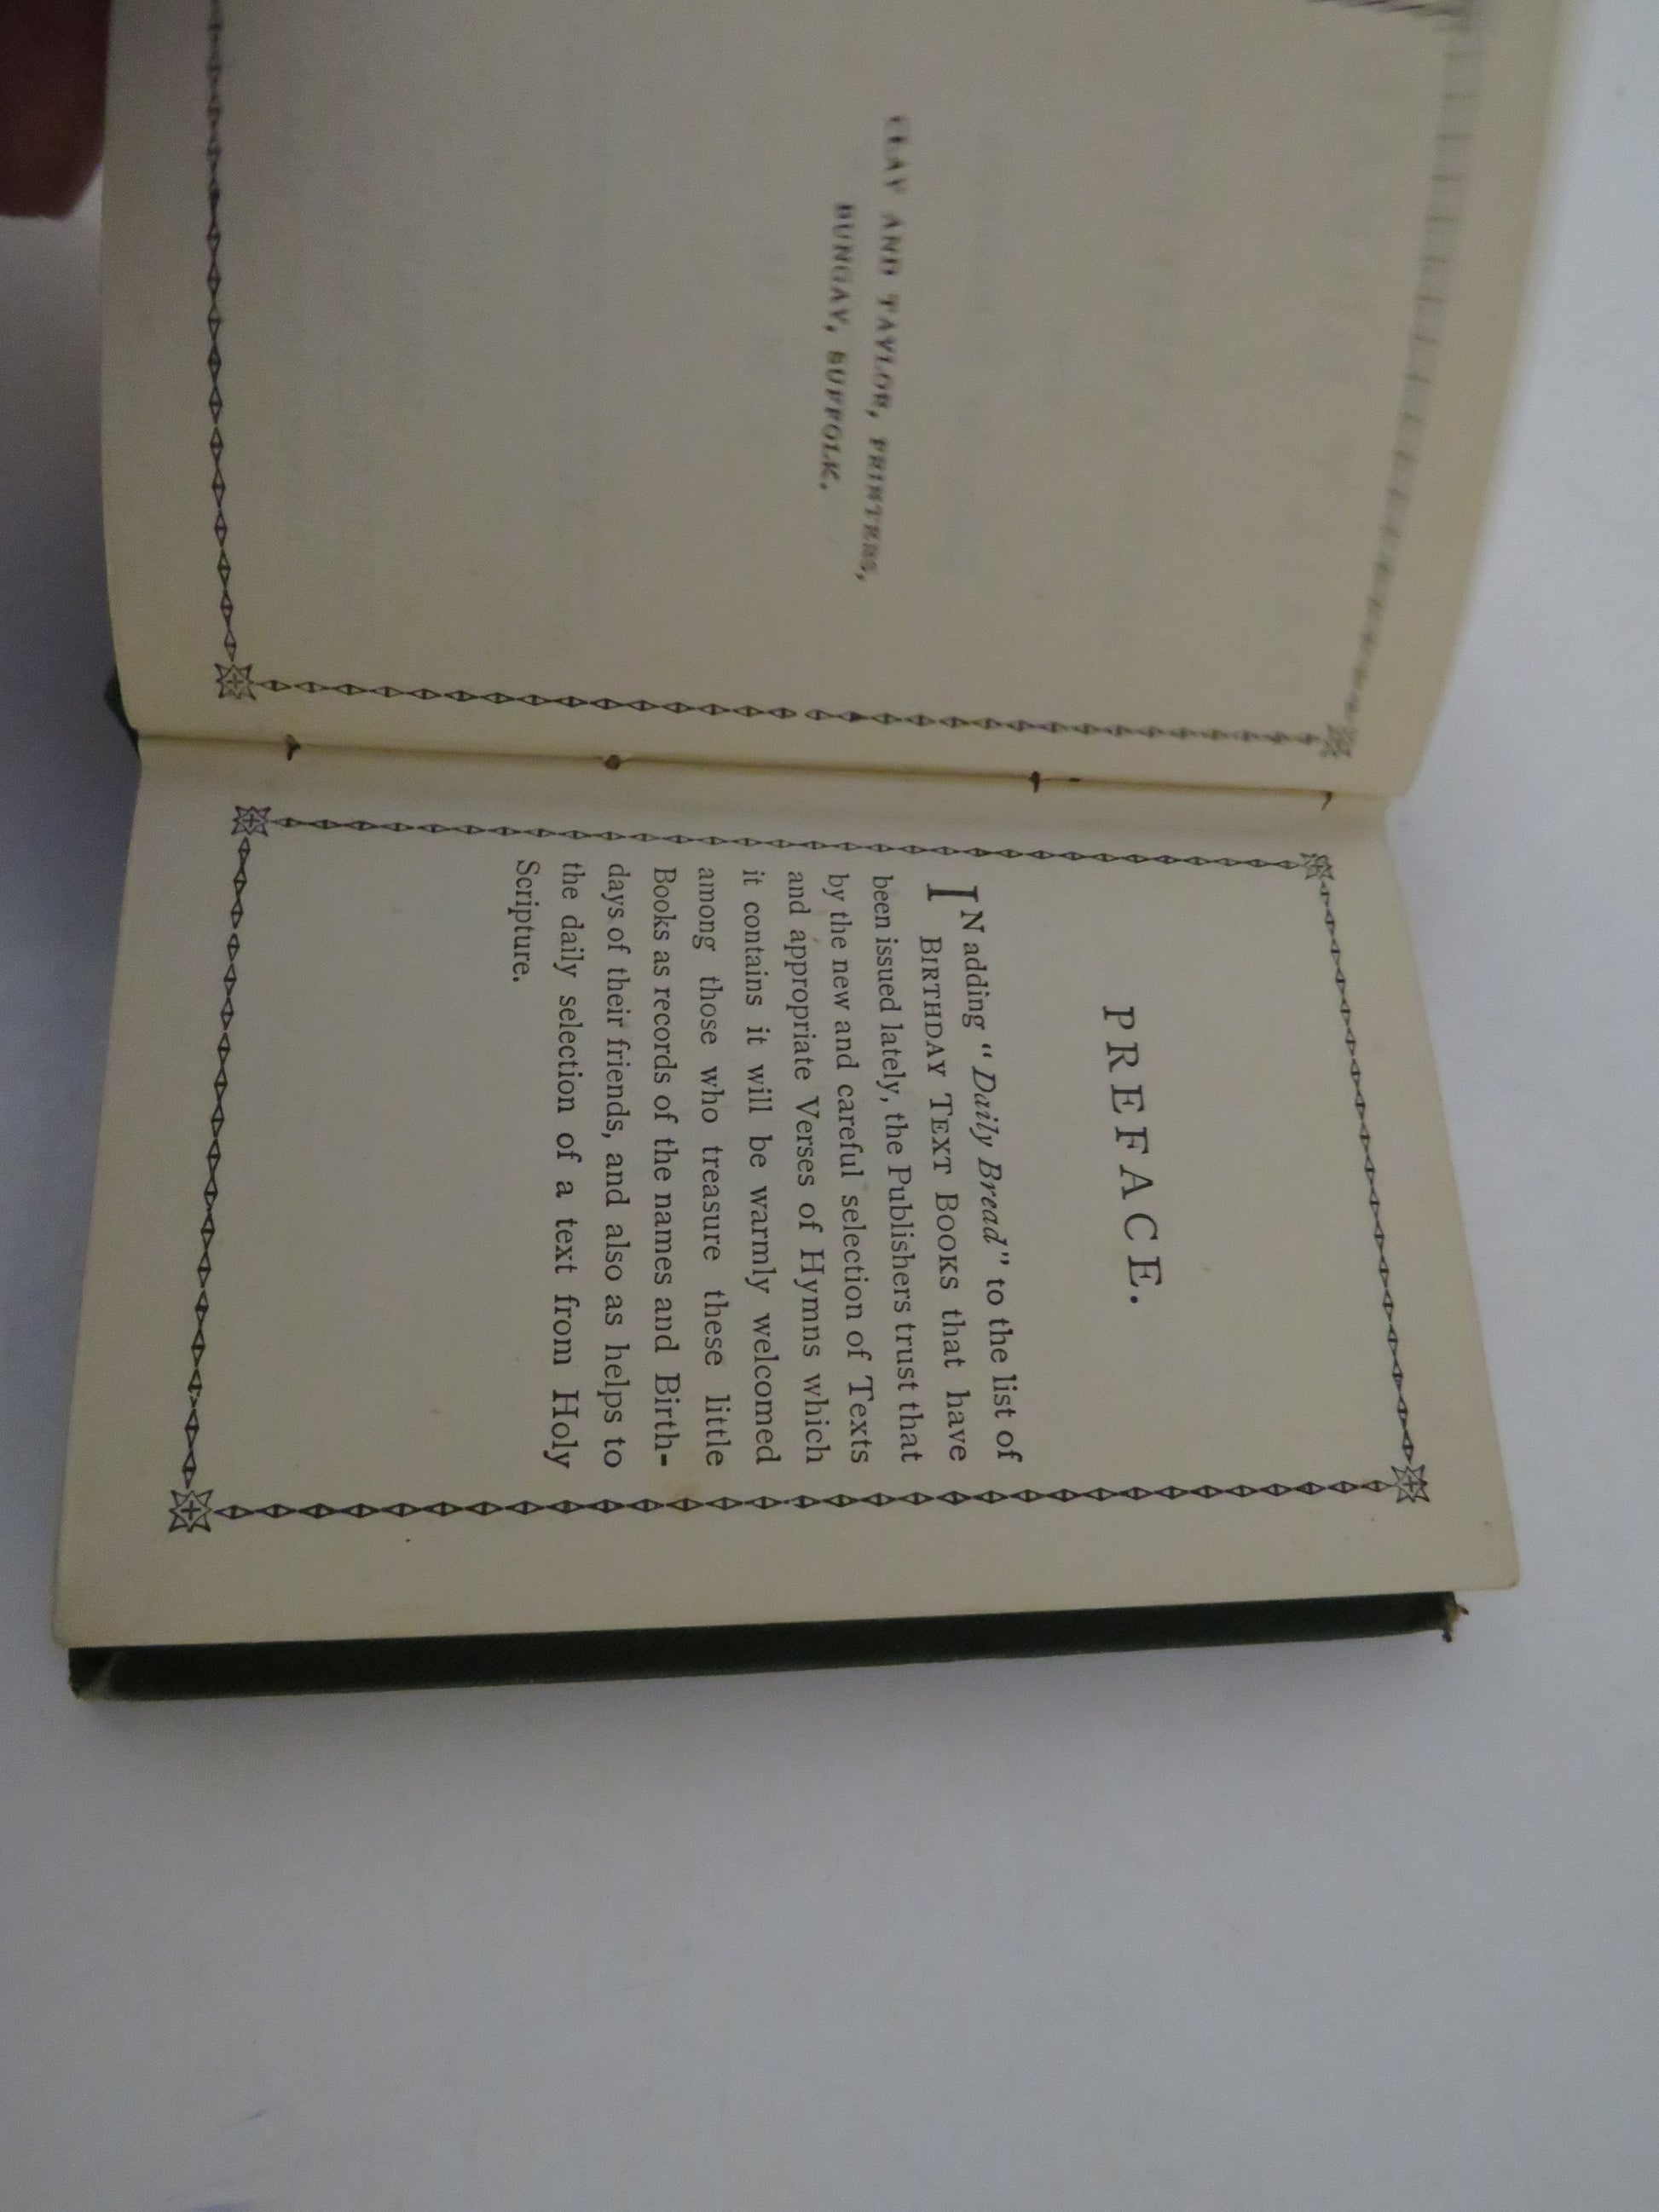 CLAY AND TAYLOR, PRINTERS,
BUNGAY, SUFFOLK.
PREFACE.
IN adding "Daily Bread" to the list of
BIRTHDAY TEXT BOOKS that have
been issued lately, the Publishers trust that
by the new and careful selection of Texts
and appropriate Verses of Hymns which
it contains it will be warmly welcomed
among those who treasure these little
Books as records of the names and Birth-
days of their friends, and also as helps to
the daily selection of a text from Holy
Scripture.